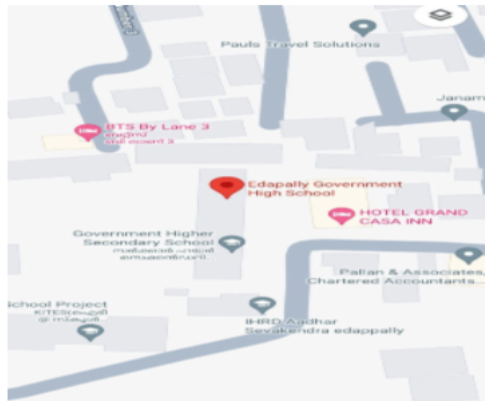 Pauls Travel Solutions
Janam
BTS By Lane 3
Edapally Government
High School
HOTEL GRAND
CASA INN
Government Higher
Secondary School
Pallan & Associates,
Chartered Accountants...
School Project
IHRD Aadhar
Sevakendra edappally